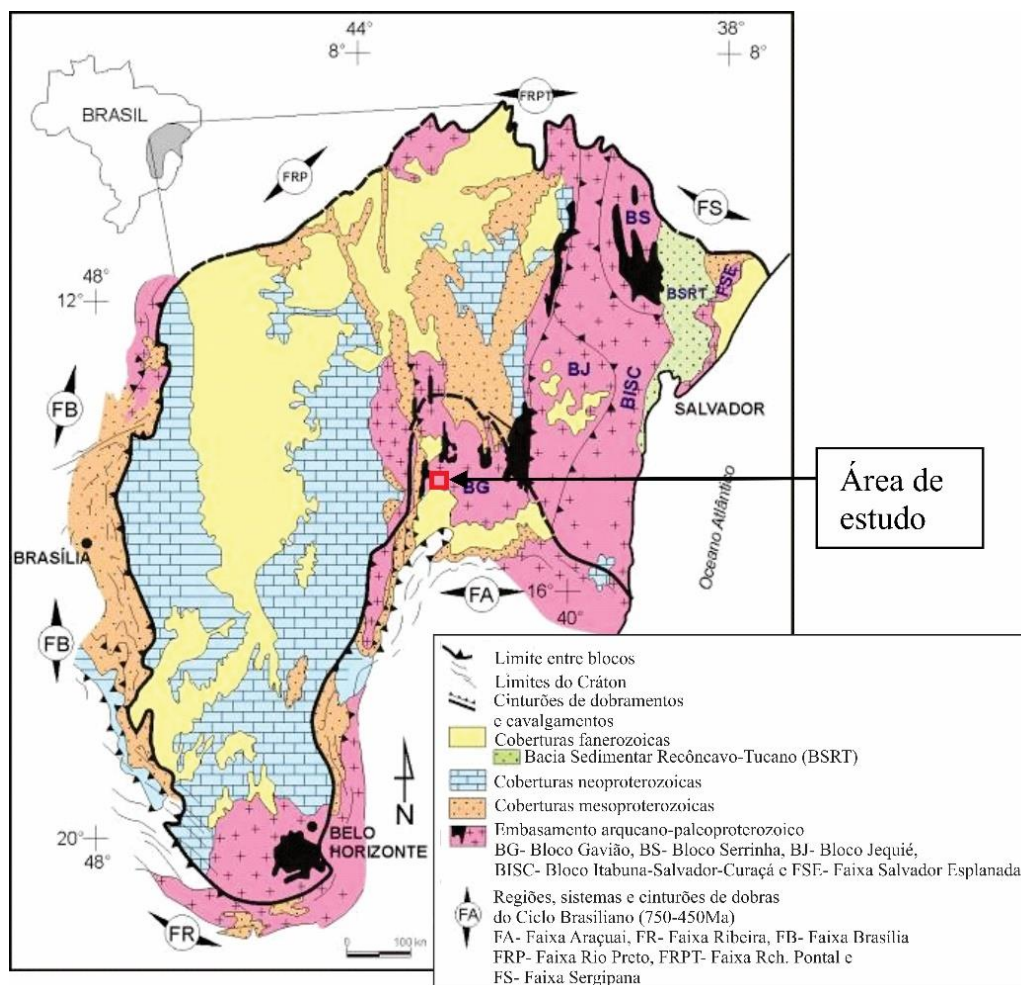 44°
8°
38°
8°
BRASIL
FRPT
FRP
FS
BS
48°
12°
BSRT
FSE
BJ
BISC
SALVADOR
FB
BG
Área de
estudo
BRASÍLIA
Oceano Atlântico
16°
40°
FA
FB
N
20°
48°
BELO
HORIZONTE
FR
0 100 km
Limite entre blocos
Limites do Cráton
Cinturões de dobramentos
e cavalgamentos
Coberturas fanerozoicas
Bacia Sedimentar Recôncavo-Tucano (BSRT)
Coberturas neoproterozoicas
Coberturas mesoproterozoicas
Embasamento arqueano-paleoproterozoico
BG- Bloco Gavião, BS- Bloco Serrinha, BJ- Bloco Jequié,
BISC- Bloco Itabuna-Salvador-Curaçá e FSE- Faixa Salvador Esplanada
FA
Regiões, sistemas e cinturões de dobras
do Ciclo Brasiliano (750-450Ma)
FA- Faixa Araçuai, FR- Faixa Ribeira, FB- Faixa Brasília
FRP- Faixa Rio Preto, FRPT- Faixa Rch. Pontal e
FS- Faixa Sergipana